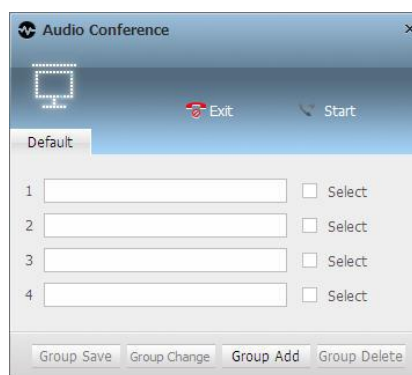 Audio Conference ×
Exit Start
Default
1 Select
2 Select
3 Select
4 Select
Group Save Group Change Group Add Group Delete